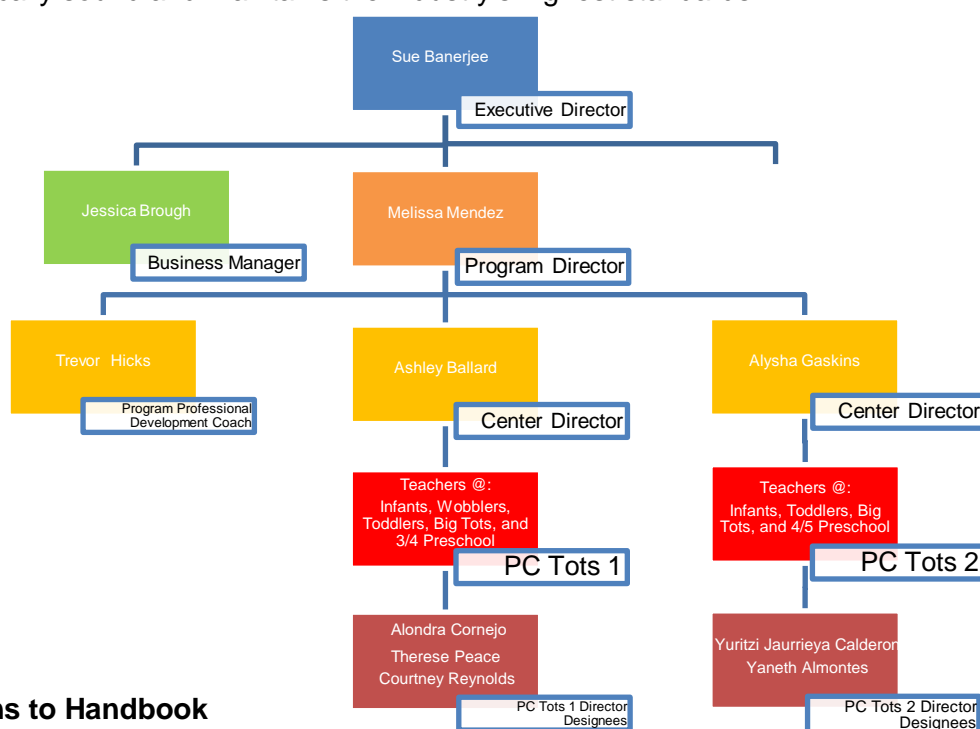 Sue Banerjee
Executive Director
Jessica Brough
Business Manager
Melissa Mendez
Program Director
Trevor Hicks
Program Professional
Development Coach
Ashley Ballard
Center Director
Alysha Gaskins
Center Director
Teachers @:
Infants, Wobblers,
Toddlers, Big Tots, and
3/4 Preschool
PC Tots 1
Teachers @:
Infants, Toddlers, Big
Tots, and 4/5 Preschool
PC Tots 2
Alondra Cornejo
Therese Peace
Courtney Reynolds
PC Tots 1 Director
Designees
Yuritzi Jaurrieya Calderon
Yaneth Almontes
PC Tots 2 Director
Designees
to Handbook